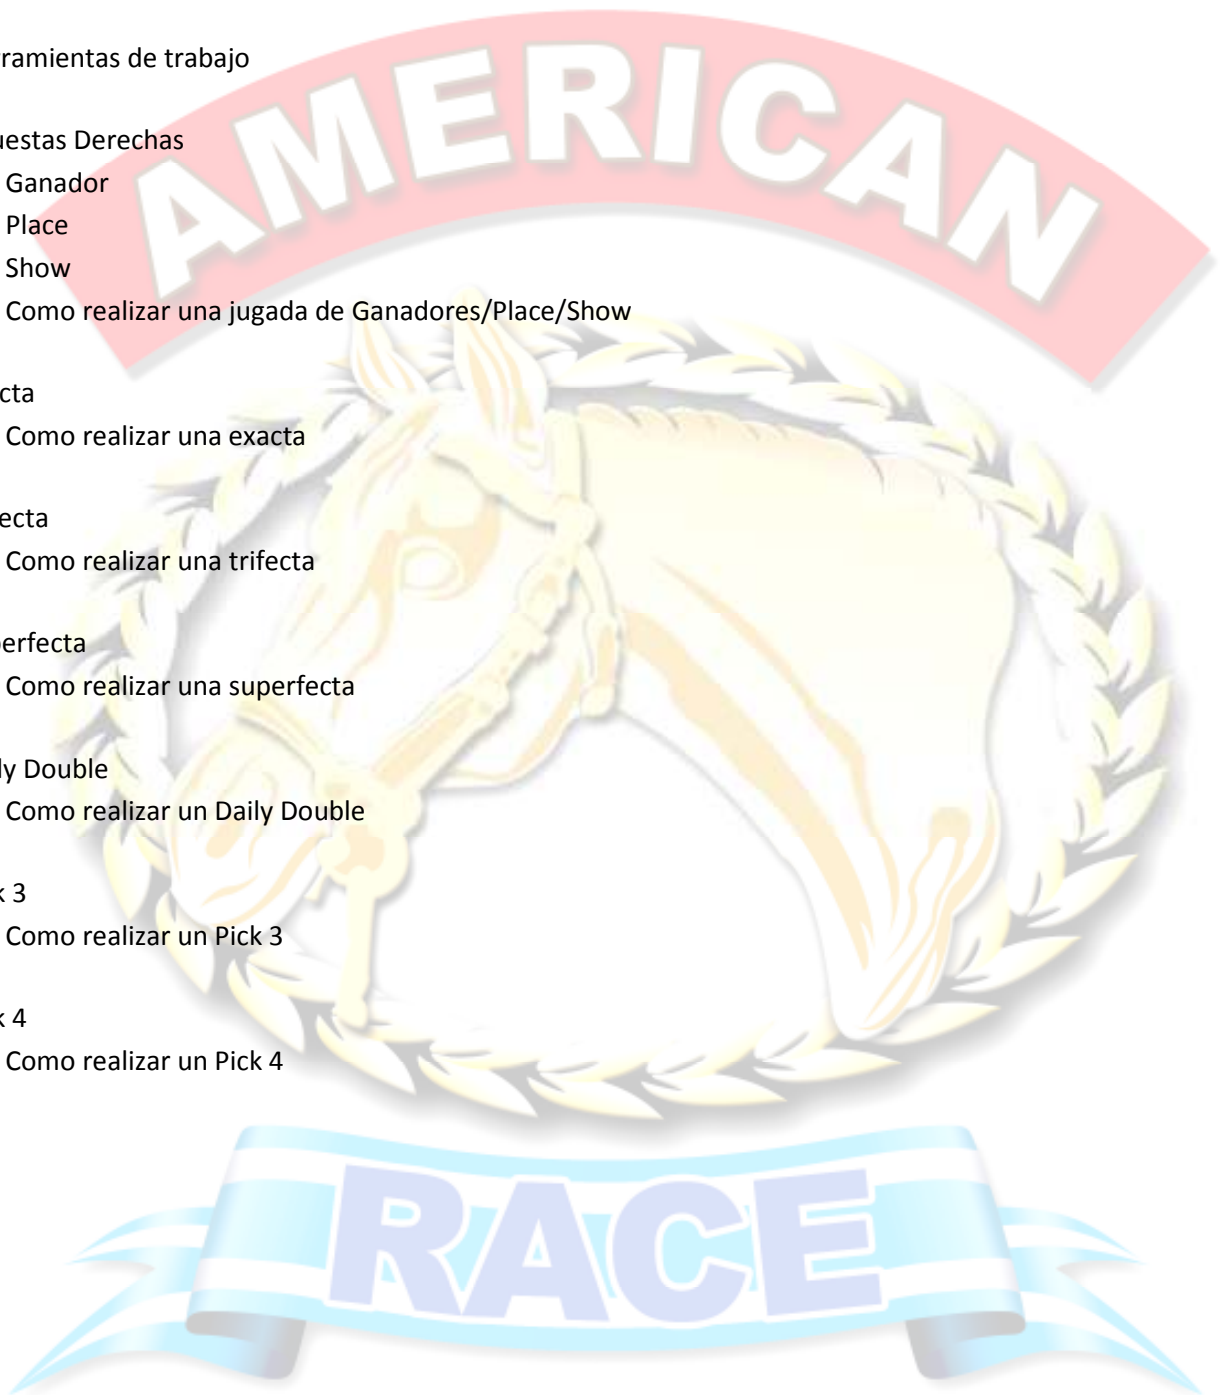 AMERICAN
ramientas de trabajo
uestas Derechas
Ganador
Place
Show
Como realizar una jugada de Ganadores/Place/Show
cta
Como realizar una exacta
ecta
Como realizar una trifecta
perfecta
Como realizar una superfecta
ly Double
Como realizar un Daily Double
k 3
Como realizar un Pick 3
k 4
Como realizar un Pick 4
RACE